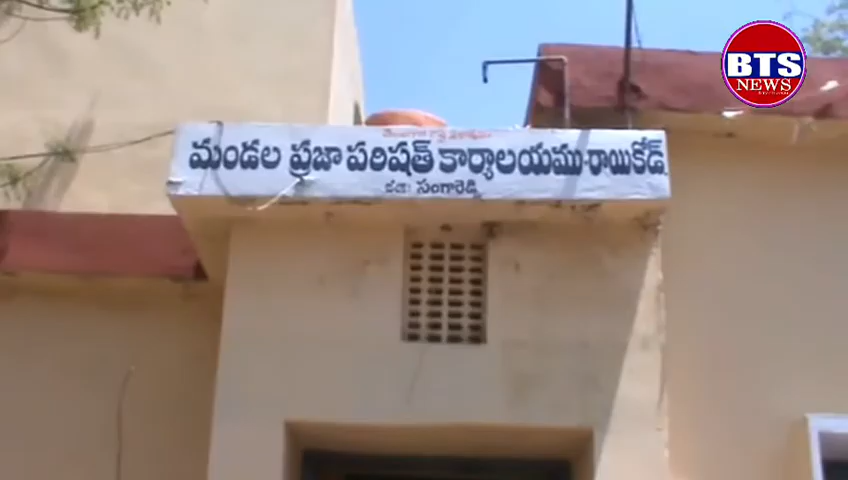 మండల ప్రజా పరిషత్ కార్యాలయము-రాయికోడ్.
జిల్లా: సంగారెడ్డి
BTS
NEWS